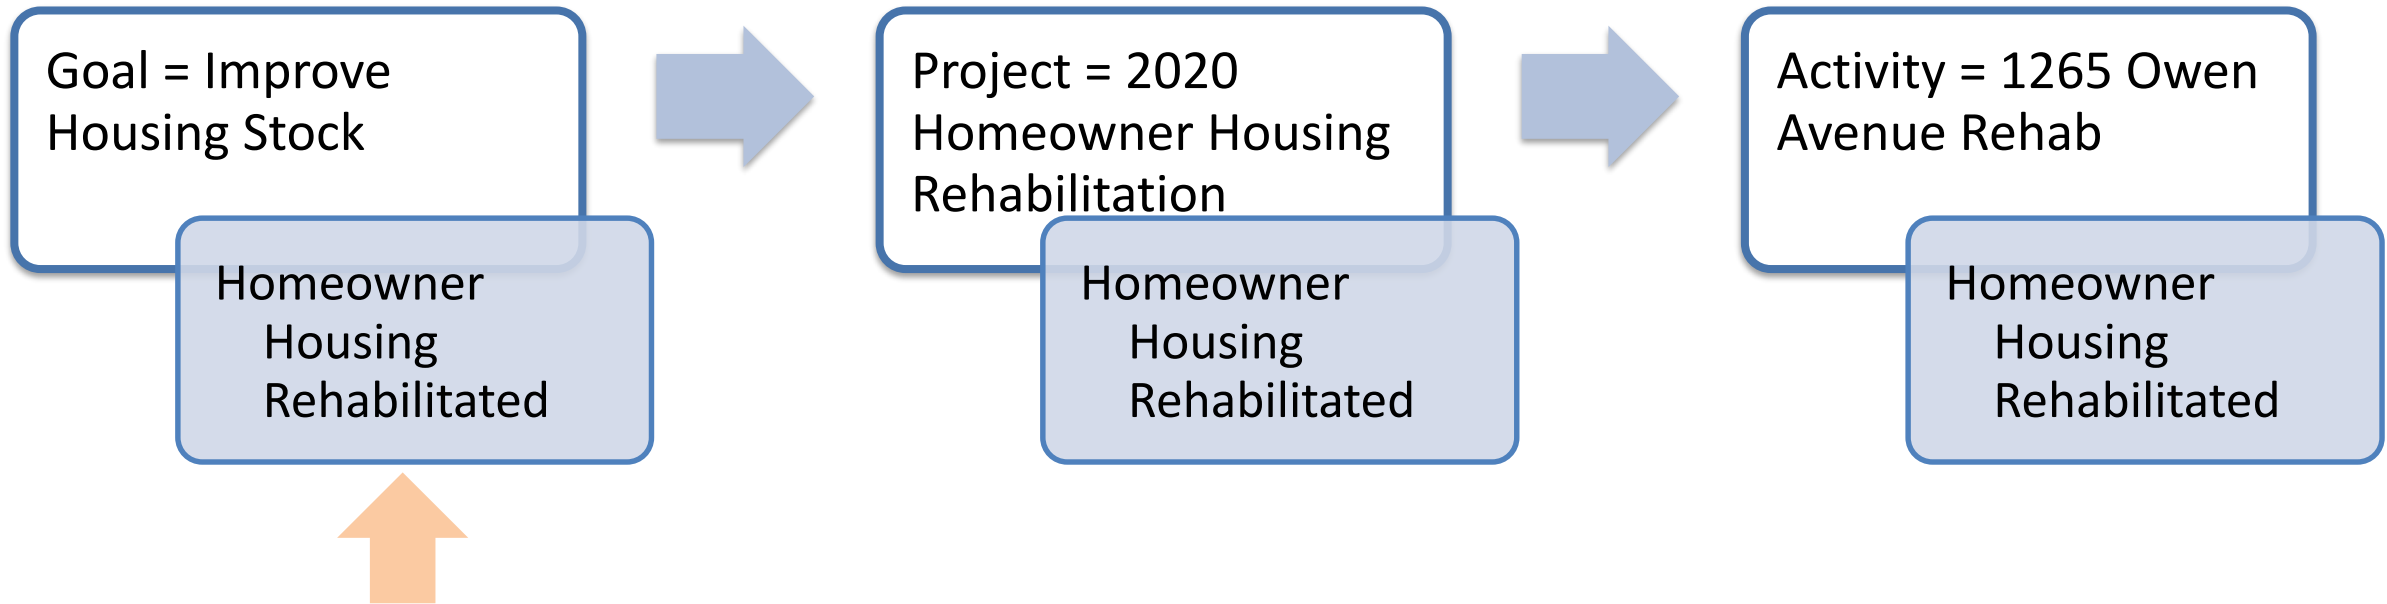 Goal = Improve
Housing Stock
Homeowner
Housing
Rehabilitated
Project = 2020
Homeowner Housing
Rehabilitation
Homeowner
Housing
Rehabilitated
Activity = 1265 Owen
Avenue Rehab
Homeowner
Housing
Rehabilitated